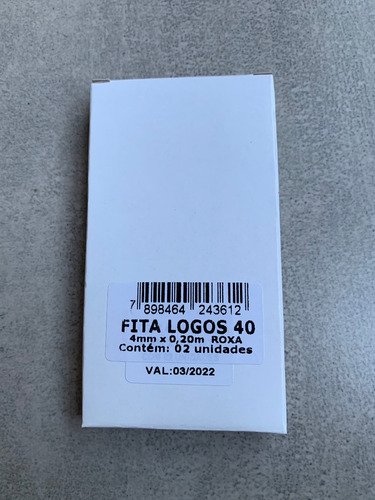 7 898464 243612
FITA LOGOS 40
4mm x 0,20m ROXA
Contém: 02 unidades
VAL:03/2022